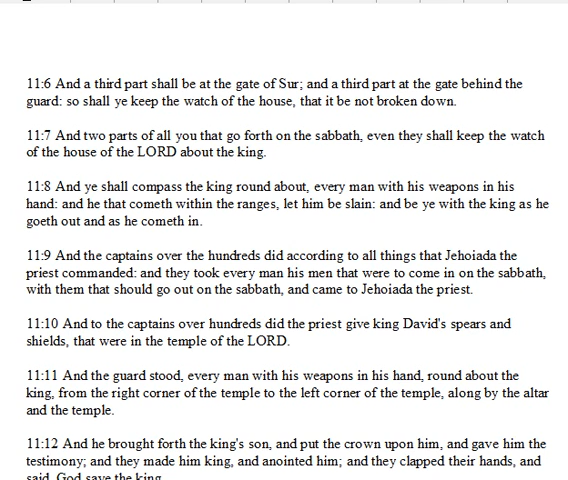 11:6 And a third part shall be at the gate of Sur; and a third part at the gate behind the
guard: so shall ye keep the watch of the house, that it be not broken down.
11:7 And two parts of all you that go forth on the sabbath, even they shall keep the watch
of the house of the LORD about the king.
11:8 And ye shall compass the king round about, every man with his weapons in his
hand: and he that cometh within the ranges, let him be slain: and be ye with the king as he
goeth out and as he cometh in.
11:9 And the captains over the hundreds did according to all things that Jehoiada the
priest commanded: and they took every man his men that were to come in on the sabbath,
with them that should go out on the sabbath, and came to Jehoiada the priest.
11:10 And to the captains over hundreds did the priest give king David's spears and
shields, that were in the temple of the LORD.
11:11 And the guard stood, every man with his weapons in his hand, round about the
king, from the right corner of the temple to the left corner of the temple, along by the altar
and the temple.
11:12 And he brought forth the king's son, and put the crown upon him, and gave him the
testimony; and they made him king, and anointed him; and they clapped their hands, and
said, God save the king.